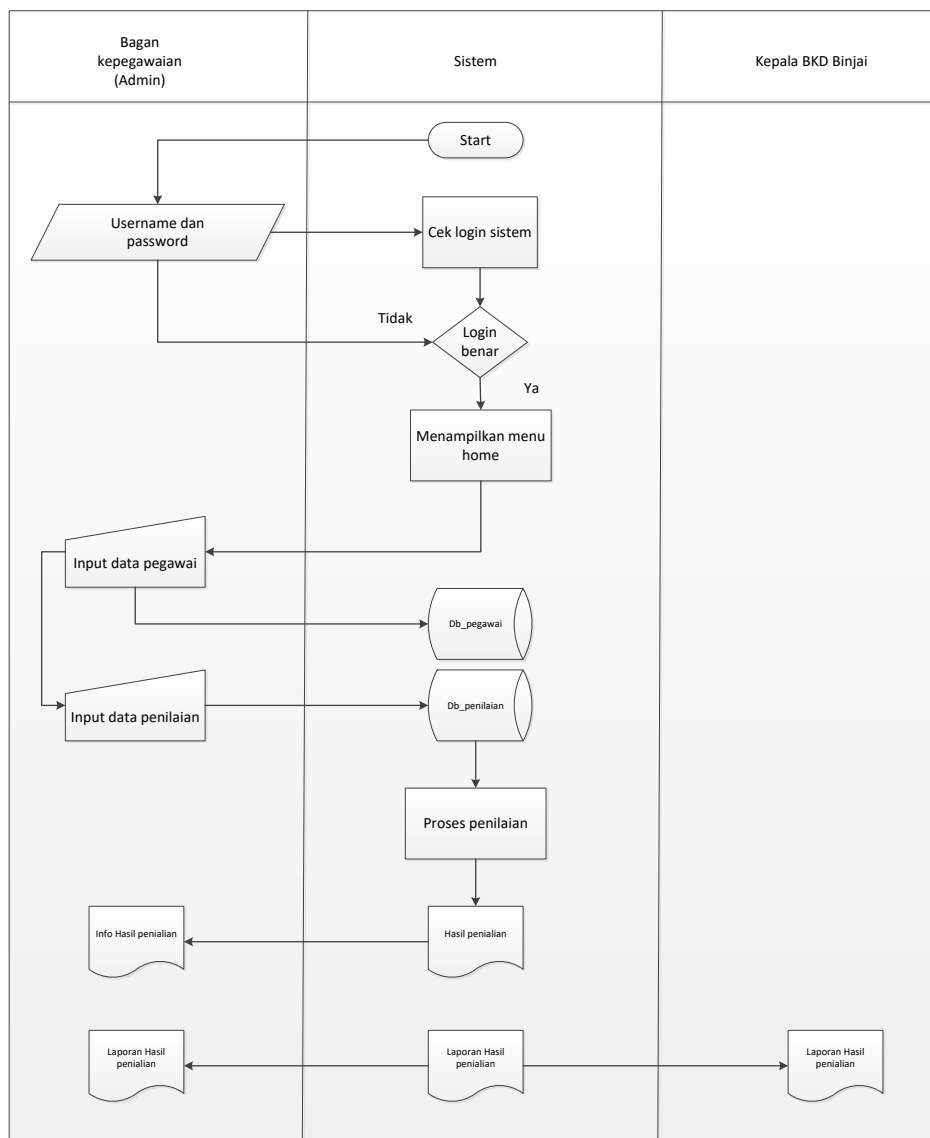 Bagan
kepegawaian
(Admin)
Sistem
Kepala BKD Binjai
Start
Username dan
password
Cek login sistem
Tidak
Login
benar
Ya
Menampilkan menu
home
Input data pegawai
Db_pegawai
Input data penilaian
Db_penilaian
Proses penilaian
Info Hasil penialian
Hasil penialian
Laporan Hasil
penialian
Laporan Hasil
penialian
Laporan Hasil
penialian